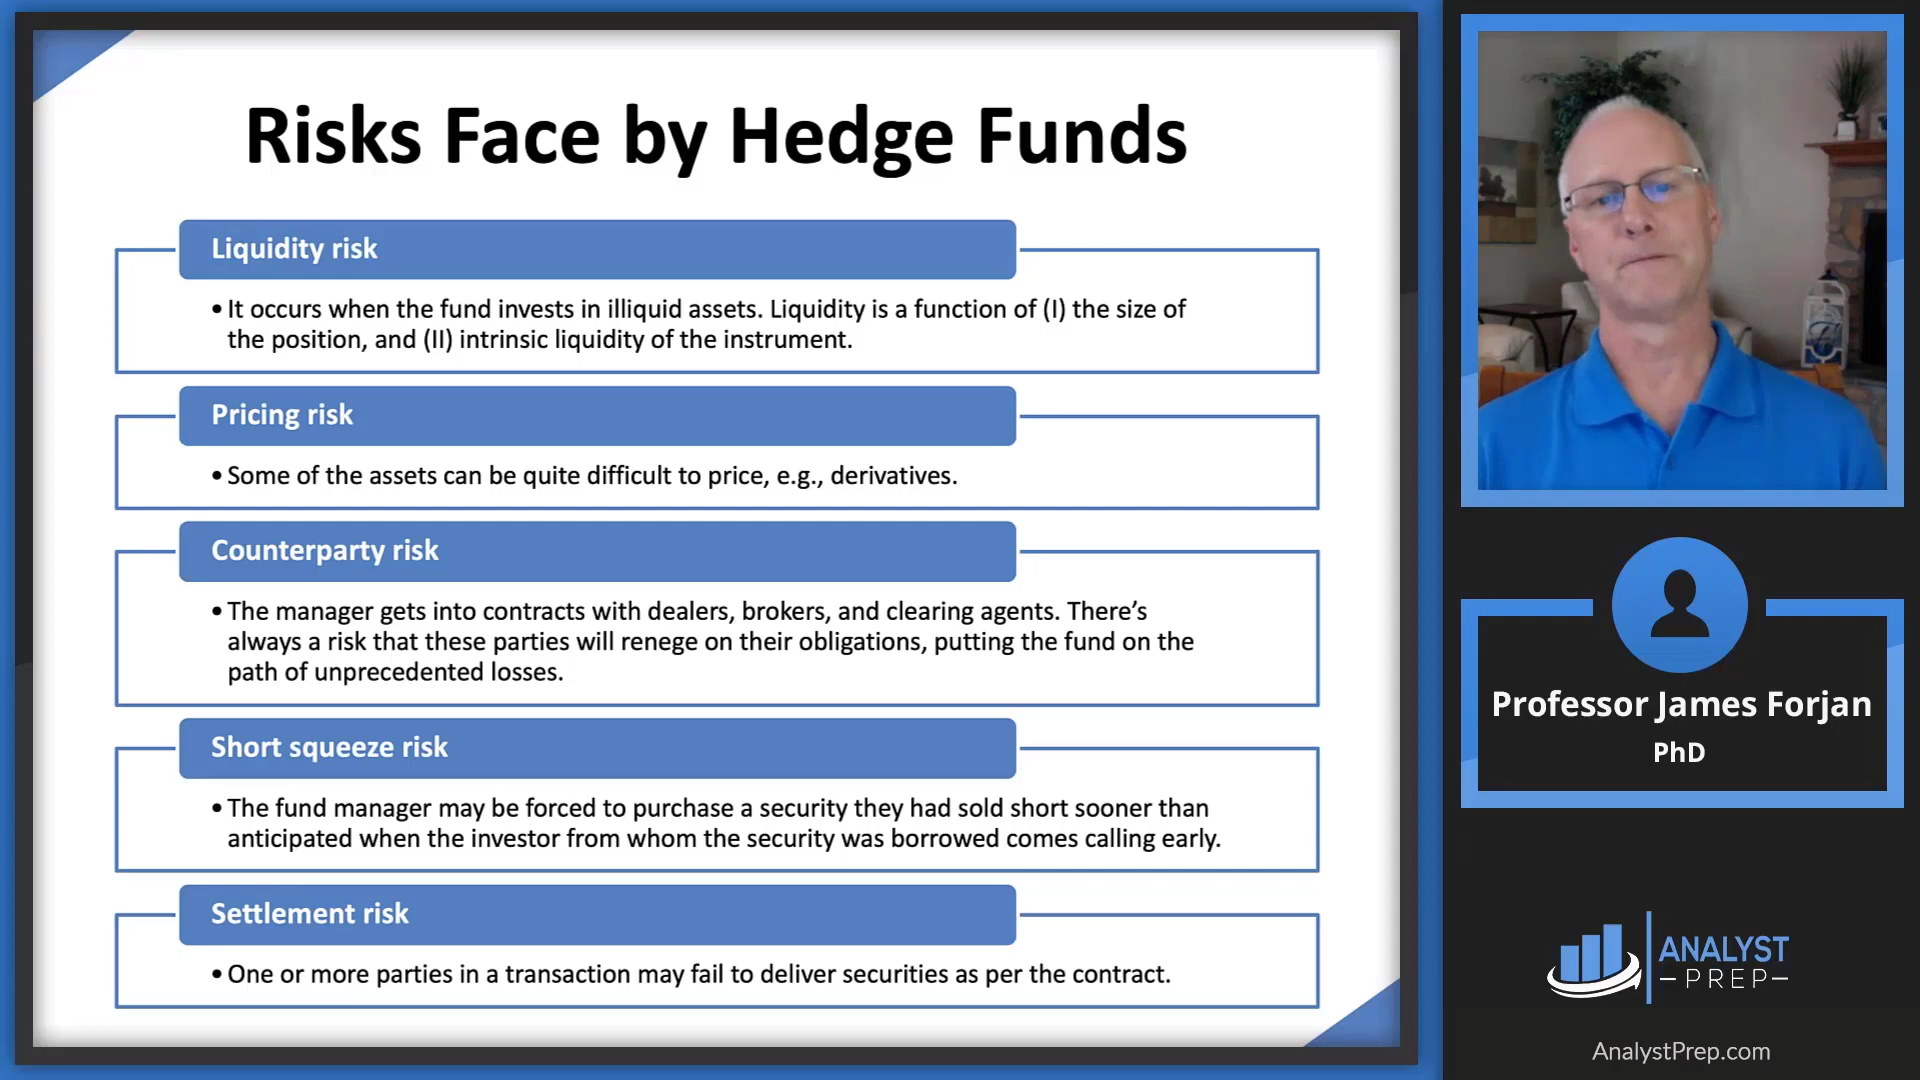 Risks Face by Hedge Funds
Liquidity risk
• It occurs when the fund invests in illiquid assets. Liquidity is a function of (I) the size of
the position, and (II) intrinsic liquidity of the instrument.
Pricing risk
• Some of the assets can be quite difficult to price, e.g., derivatives.
Counterparty risk
• The manager gets into contracts with dealers, brokers, and clearing agents. There’s
always a risk that these parties will renege on their obligations, putting the fund on the
path of unprecedented losses.
Short squeeze risk
• The fund manager may be forced to purchase a security they had sold short sooner than
anticipated when the investor from whom the security was borrowed comes calling early.
Settlement risk
• One or more parties in a transaction may fail to deliver securities as per the contract.
Professor James Forjan
PhD
ANALYST
PREP
AnalystPrep.com